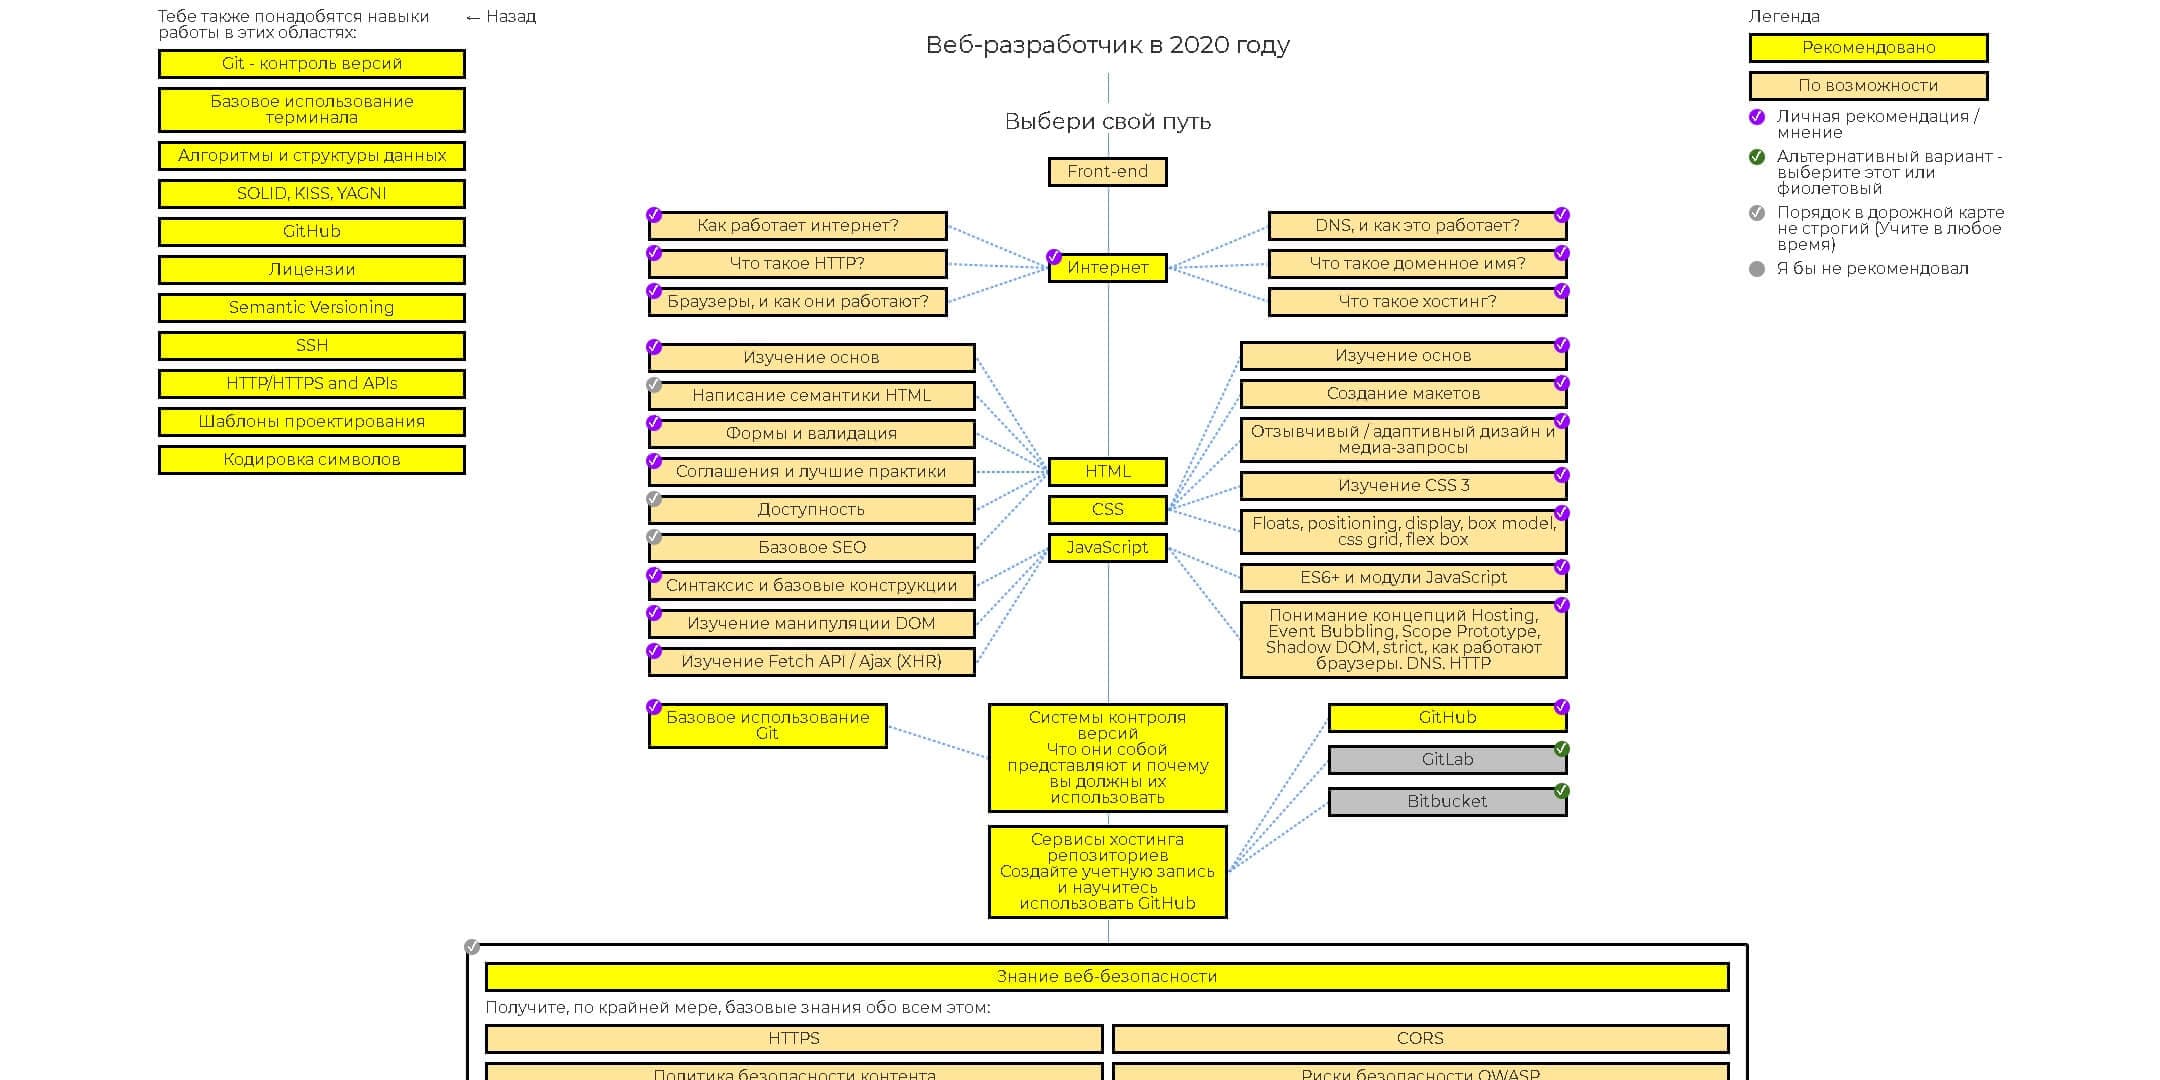 Тебе также понадобятся навыки
работы в этих областях:
Git - контроль версий
Базовое использование
терминала
Алгоритмы и структуры данных
SOLID, KISS, YAGNI
GitHub
Лицензии
Semantic Versioning
SSH
HTTP/HTTPS and APIs
Шаблоны проектирования
Кодировка символов
← Назад
Веб-разработчик в 2020 году
Выбери свой путь
Front-end
Как работает интернет?
Что такое HTTP?
Браузеры, и как они работают?
Интернет
DNS, и как это работает?
Что такое доменное имя?
Что такое хостинг?
Изучение основ
Написание семантики HTML
Формы и валидация
Соглашения и лучшие практики
Доступность
Базовое SEO
Синтаксис и базовые конструкции
Изучение манипуляции DOM
Изучение Fetch API / Ajax (XHR)
HTML
CSS
JavaScript
Изучение основ
Создание макетов
Отзывчивый / адаптивный дизайн и
медиа-запросы
Изучение CSS 3
Floats, positioning, display, box model,
css grid, flex box
ES6+ и модули JavaScript
Понимание концепций Hosting,
Event Bubbling, Scope Prototype,
Shadow DOM, strict, как работают
браузеры. DNS. HTTP
Базовое использование
Git
Системы контроля
версий
Что они собой
представляют и почему
вы должны их
использовать
Сервисы хостинга
репозиториев
Создайте учетную запись
и научитесь
использовать GitHub
GitHub
GitLab
Bitbucket
Знание веб-безопасности
Получите, по крайней мере, базовые знания обо всем этом:
HTTPS
CORS
Политика безопасности контента
Риски безопасности OWASP
Легенда
Рекомендовано
По возможности
Личная рекомендация /
мнение
Альтернативный вариант -
выберите этот или
фиолетовый
Порядок в дорожной карте
не строгий (Учите в любое
время)
Я бы не рекомендовал